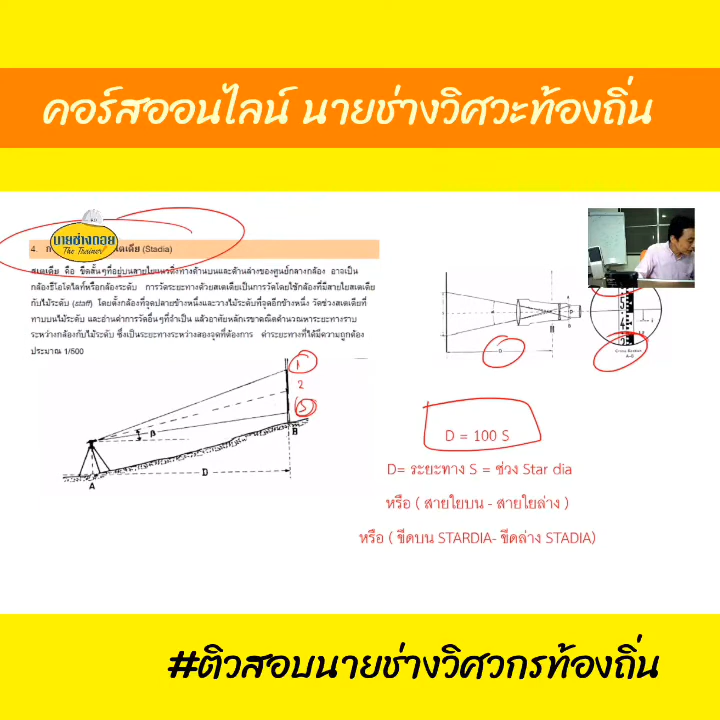 คอร์สออนไลน์ นายช่างวิศวะท้องถิ่น
นายช่างถอย
The Trainer
4. ก
เดีย (Stadia)
สเตเดีย คือ ขีดสั้นๆที่อยู่บนสายใยแนวดิ่งทางด้านบนและด้านล่างของศูนย์กลางกล้อง อาจเป็น
กล้องธีโอโดไลท์หรือกล้องระดับ การวัดระยะทางด้วยสเตเดียเป็นการวัดโดยใช้กล้องที่มีสายใยสเตเดีย
กับไม้ระดับ (staff) โดยตั้งกล้องที่จุดปลายข้างหนึ่งและวางไม้ระดับที่จุดอีกข้างหนึ่ง วัดช่วงสเตเดียที่
ทาบบนไม้ระดับ และอ่านค่าการวัดอื่นๆที่จำเป็น แล้วอาศัยหลักเรขาคณิตคำนวณหาระยะทางราบ
ระหว่างกล้องกับไม้ระดับ ซึ่งเป็นระยะทางระหว่างสองจุดที่ต้องการ ค่าระยะทางที่ได้มีความถูกต้อง
ประมาณ 1/500
1
2
3
β
B
A
D
D
D = 100 S
D= ระยะทาง S = ช่วง Star dia
หรือ ( สายใยบน - สายใยล่าง )
หรือ ( ขีดบน STARDIA- ขีดล่าง STADIA)
#ติวสอบนายช่างวิศวกรท้องถิ่น